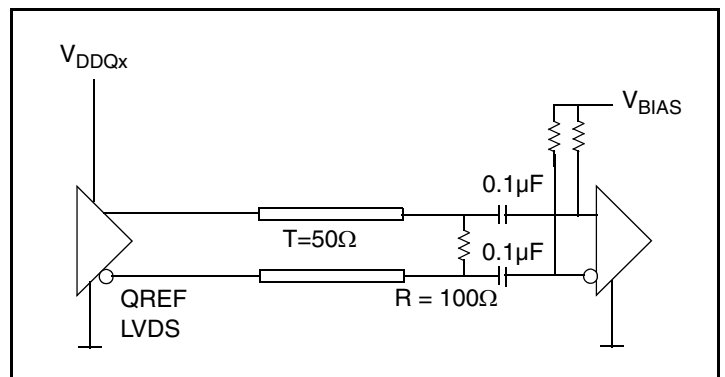 VDDQx
VBIAS
0.1µF
T=50Ω
0.1µF
R = 100Ω
QREF
LVDS